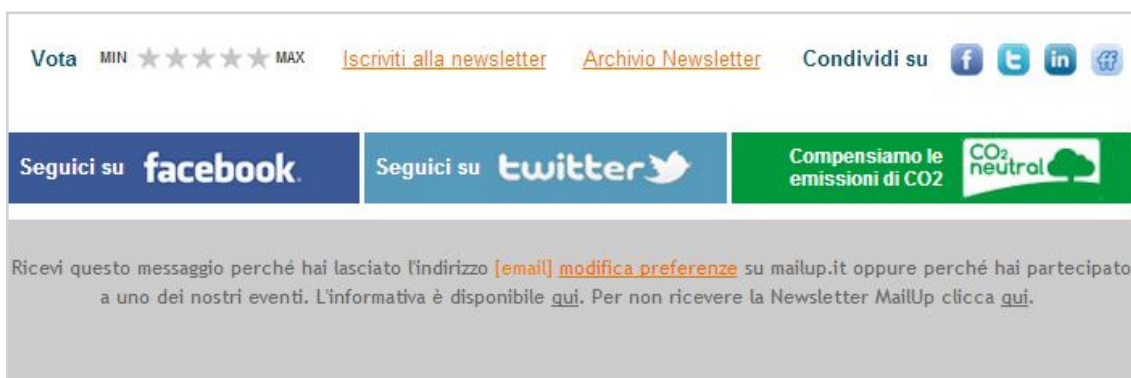 Vota MIN MAX Iscriviti alla newsletter Archivio Newsletter Condividi su f t in ff
Seguici su facebook. Seguici su twitter Compensiamo le emissioni di CO2 CO2 neutral
Ricevi questo messaggio perché hai lasciato l'indirizzo [email] modifica preferenze su mailup.it oppure perché hai partecipato
a uno dei nostri eventi. L'informativa è disponibile qui. Per non ricevere la Newsletter MailUp clicca qui.